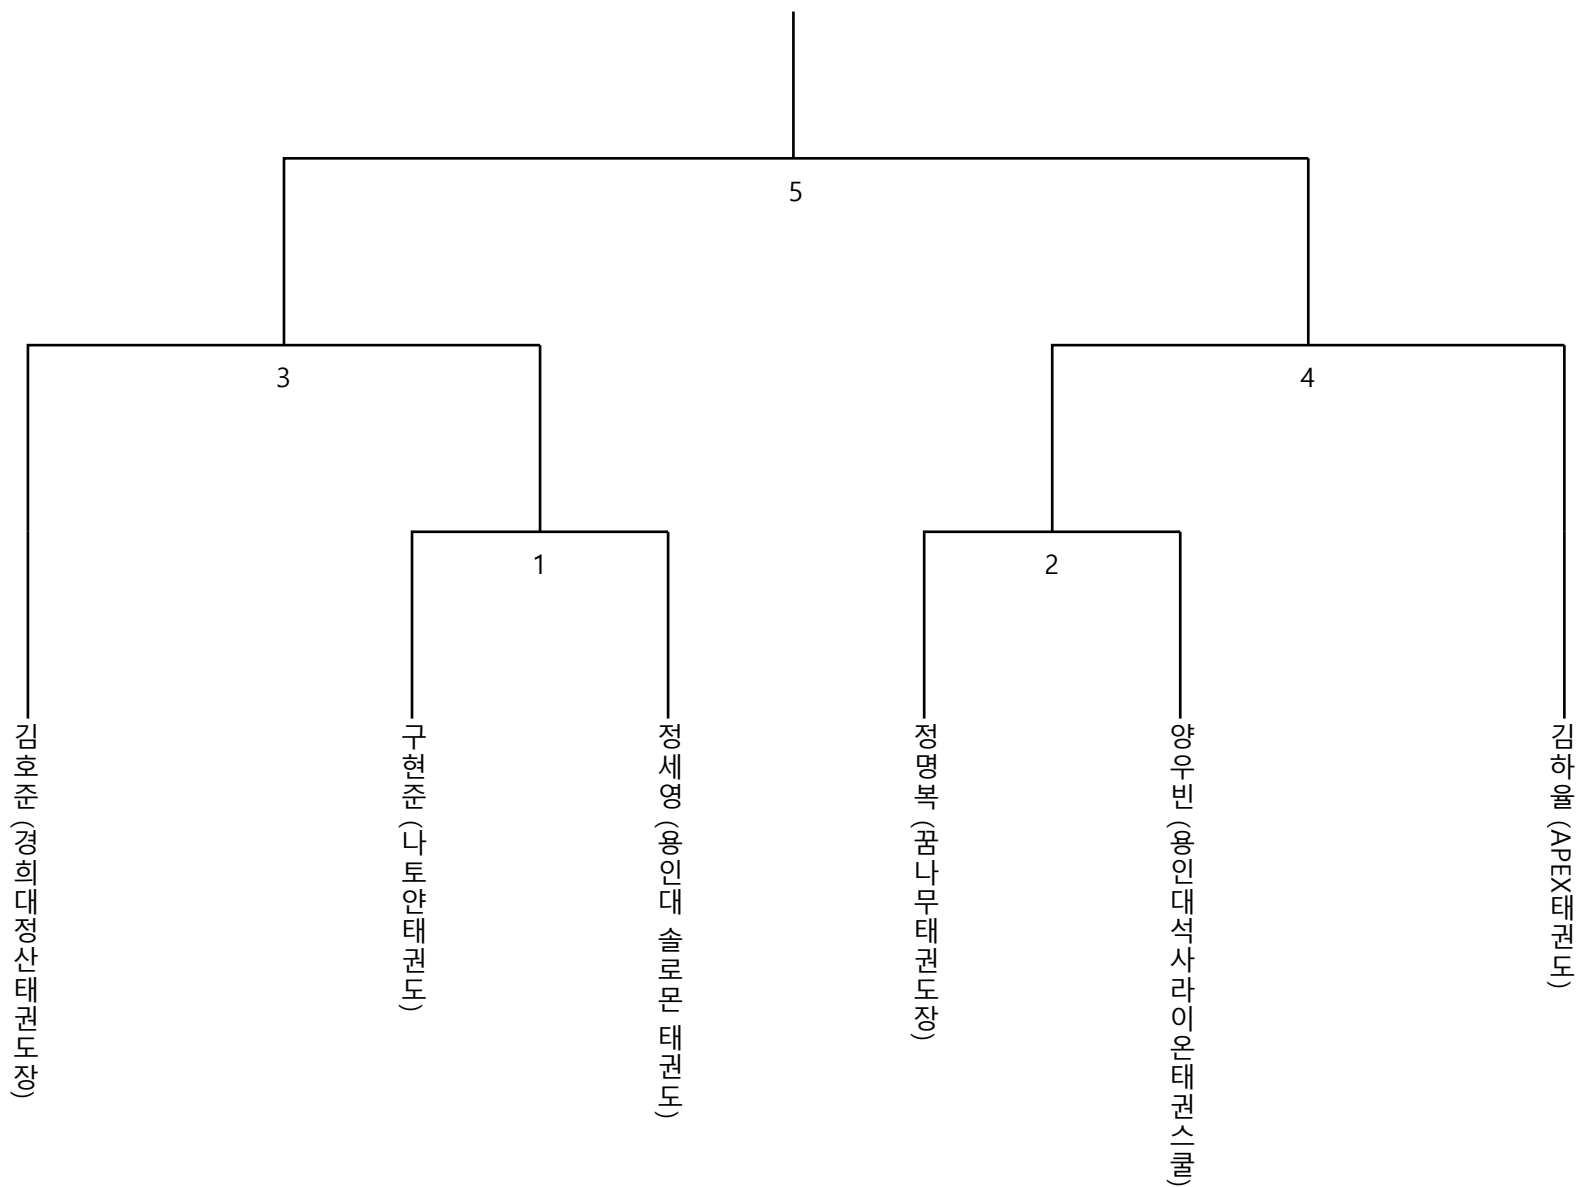 5
3
4
1
2
김호준 (경희대정산태권도장)
구현준 (나토얀태권도)
정세영 (용인대 솔로몬 태권도)
정명복 (꿈나무태권도장)
양우빈 (용인대석사라이온태권스쿨)
김하율 (APEX태권도)